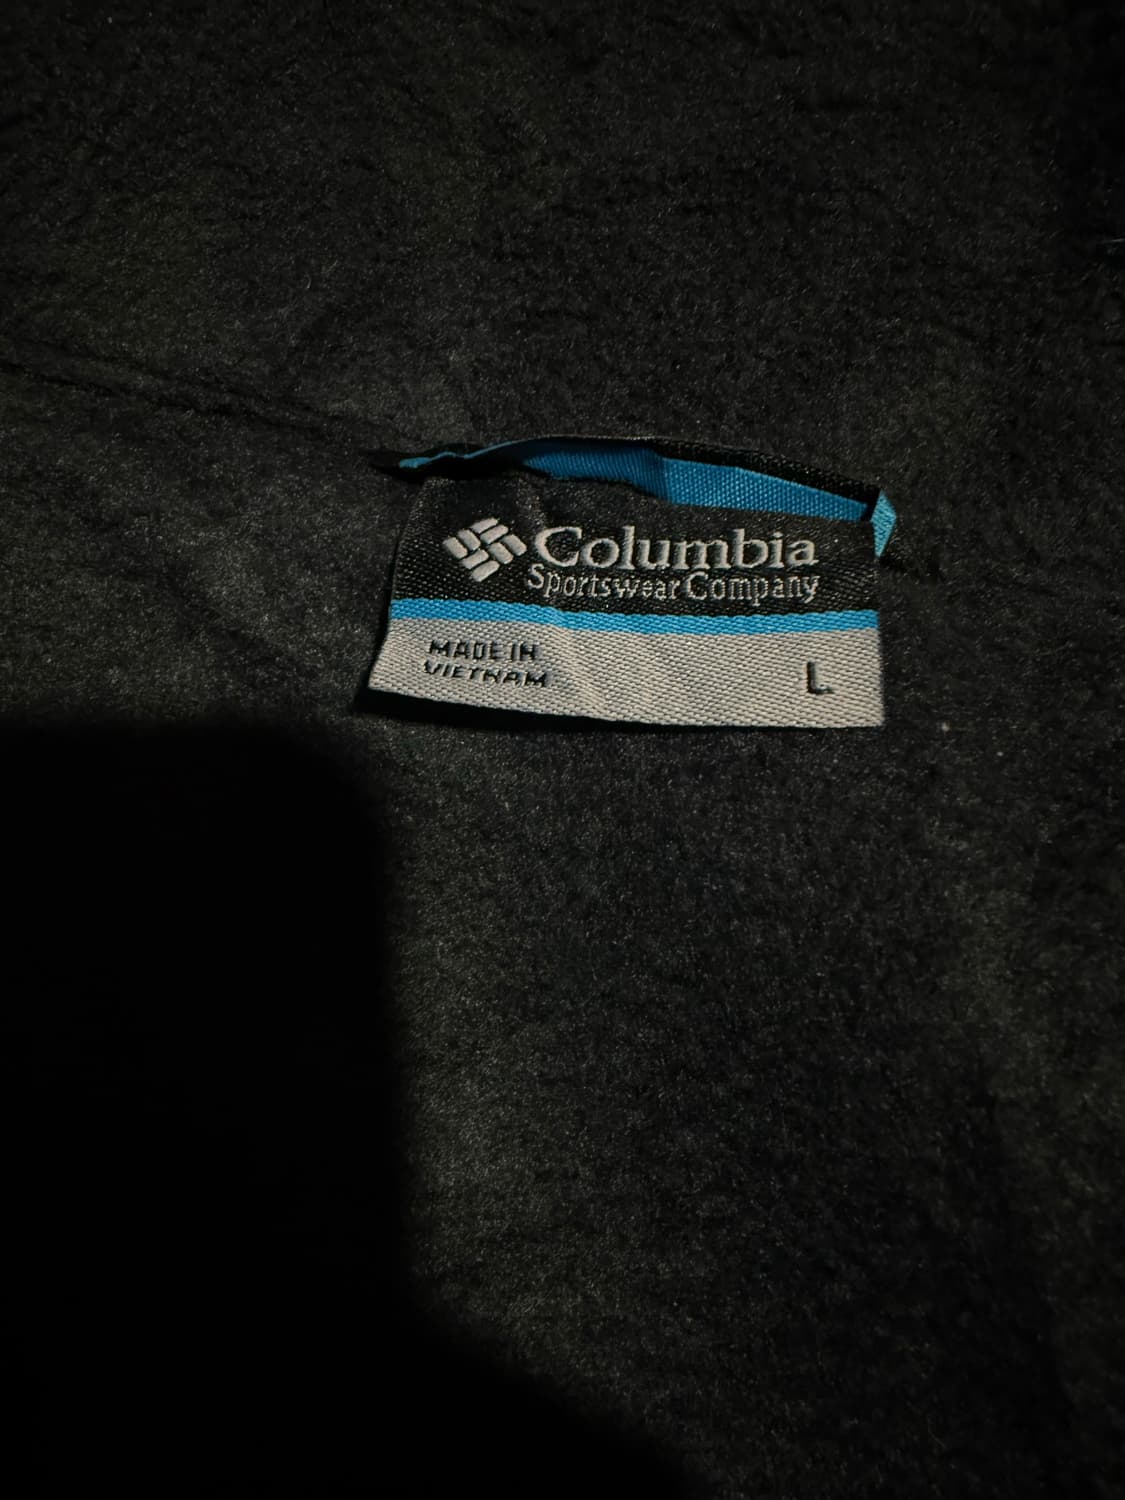 Columbia
Sportswear Company
MADE IN
VIETNAM
L